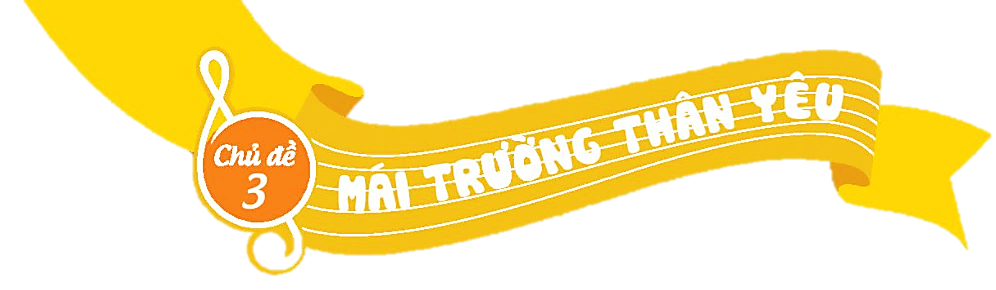 Chủ đề
3
MÁI TRƯỜNG THÂN YÊU